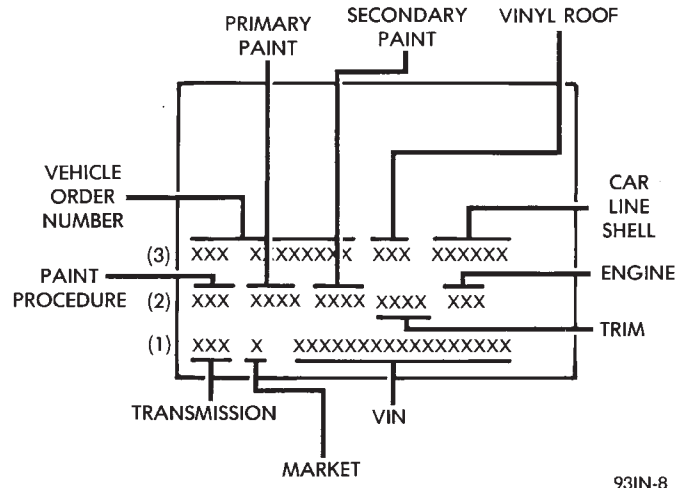 PRIMARY PAINT
SECONDARY PAINT
VINYL ROOF
VEHICLE ORDER NUMBER
CAR LINE SHELL
(3) XXX X XXXXXXX XXX XXXXXX
PAINT PROCEDURE
ENGINE
(2) XXX XXXX XXXX XXXX XXX
TRIM
(1) XXX X XXXXXXXXXXXXXXXXX
TRANSMISSION
VIN
MARKET
93IN-8